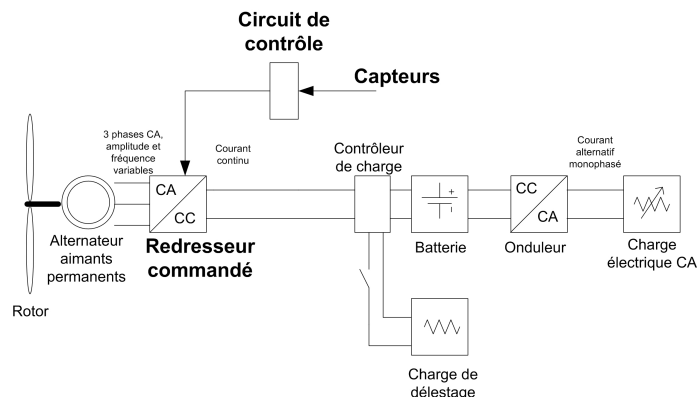 Circuit de
contrôle
Capteurs
3 phases CA,
amplitude et
fréquence
variables
Courant
continu
Contrôleur
de charge
Courant
alternatif
monophasé
CA
CC
+
-
CC
CA
Alternateur
aimants
permanents
Redresseur
commandé
Batterie
Onduleur
Charge
électrique CA
Rotor
Charge de
délestage